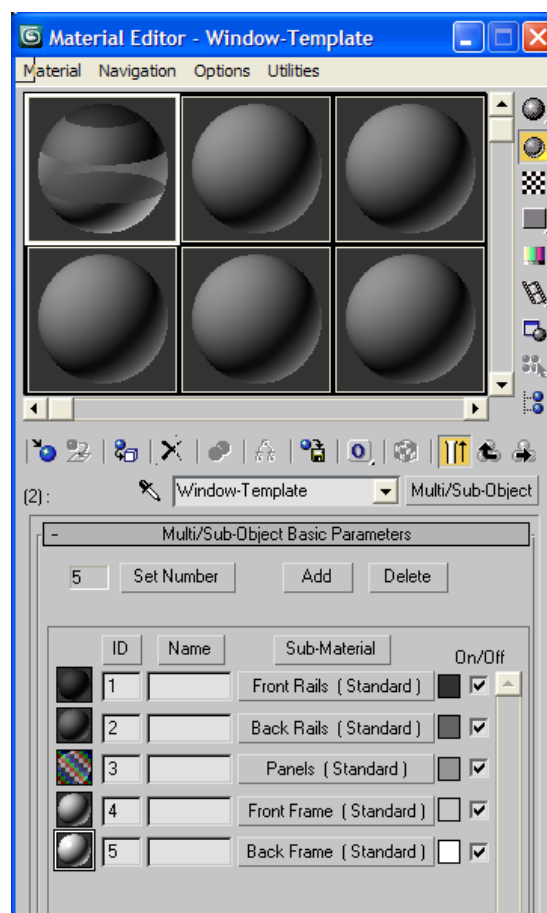 Material Editor - Window-Template
Material Navigation Options Utilities
(2) : Window-Template Multi/Sub-Object
- Multi/Sub-Object Basic Parameters
5 Set Number Add Delete
ID Name Sub-Material On/Off
1 Front Rails ( Standard )
2 Back Rails ( Standard )
3 Panels ( Standard )
4 Front Frame ( Standard )
5 Back Frame ( Standard )